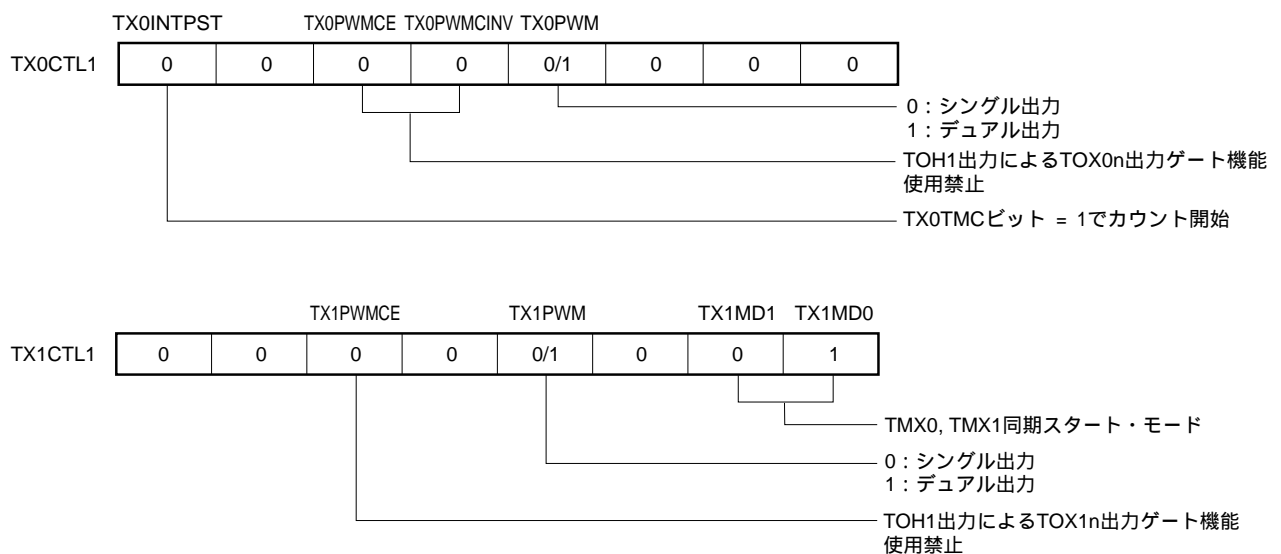 TX0INTPST TX0PWMCE TX0PWMCINV TX0PWM
TX0CTL1 0 0 0 0 0/1 0 0 0
0：シングル出力
1：デュアル出力
TOH1出力によるTOX0n出力ゲート機能
使用禁止
TX0TMCビット = 1でカウント開始
TX1PWMCE TX1PWM TX1MD1 TX1MD0
TX1CTL1 0 0 0 0 0/1 0 0 1
TMX0, TMX1同期スタート・モード
0：シングル出力
1：デュアル出力
TOH1出力によるTOX1n出力ゲート機能
使用禁止